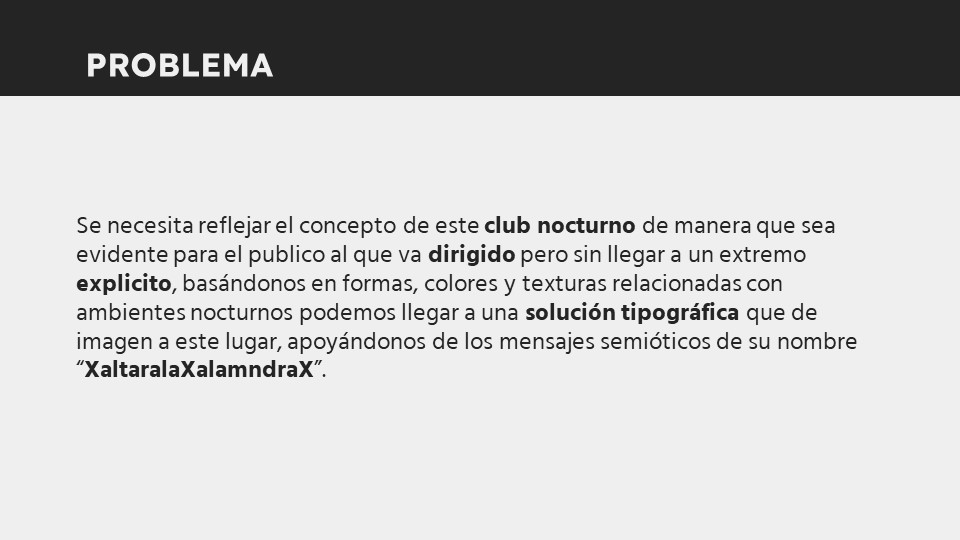 PROBLEMA
Se necesita reflejar el concepto de este club nocturno de manera que sea
evidente para el publico al que va dirigido pero sin llegar a un extremo
explicito, basándonos en formas, colores y texturas relacionadas con
ambientes nocturnos podemos llegar a una solución tipográfica que de
imagen a este lugar, apoyándonos de los mensajes semióticos de su nombre
“XaltaralaXalamndraX”.